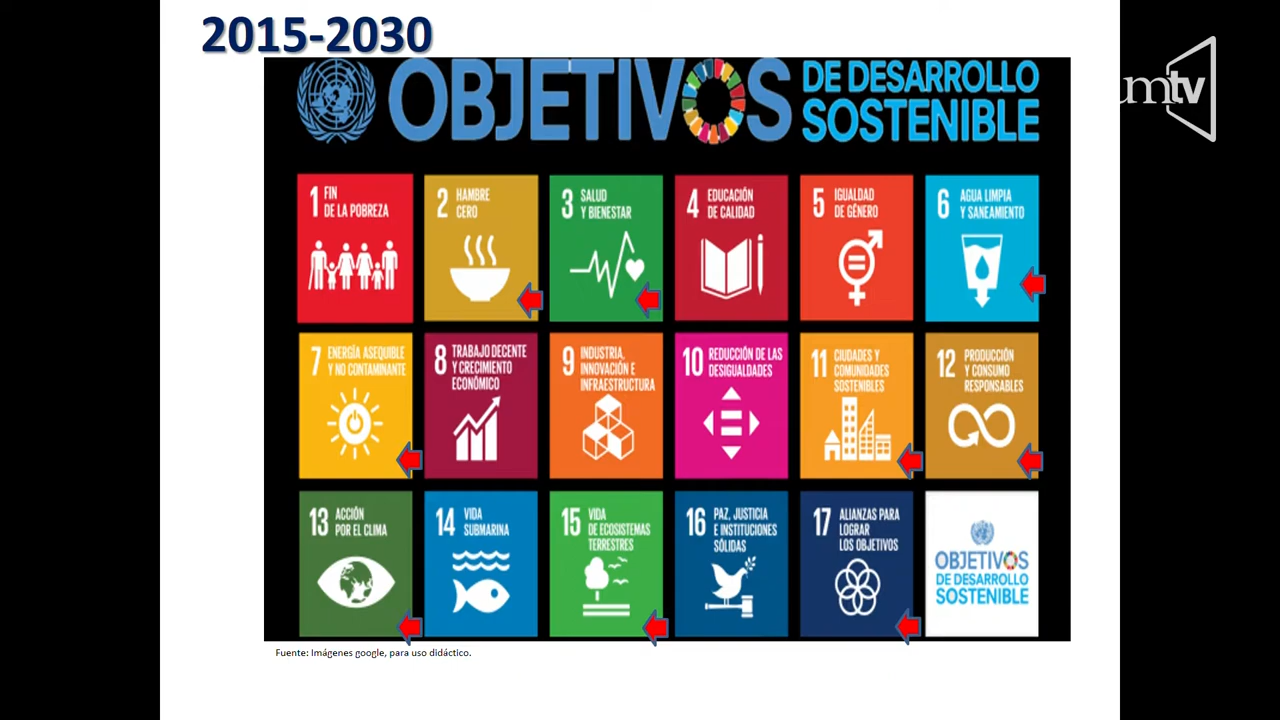 2015-2030
OBJETIVOS
DE DESARROLLO
SOSTENIBLE
umtv
1 FIN
DE LA POBREZA
2 HAMBRE
CERO
3 SALUD
Y BIENESTAR
4 EDUCACIÓN
DE CALIDAD
5 IGUALDAD
DE GÉNERO
6 AGUA LIMPIA
Y SANEAMIENTO
7 ENERGÍA ASEQUIBLE
Y NO CONTAMINANTE
8 TRABAJO DECENTE
Y CRECIMIENTO
ECONÓMICO
9 INDUSTRIA,
INNOVACIÓN E
INFRAESTRUCTURA
10 REDUCCIÓN DE LAS
DESIGUALDADES
11 CIUDADES Y
COMUNIDADES
SOSTENIBLES
12 PRODUCCIÓN
Y CONSUMO
RESPONSABLES
13 ACCIÓN
POR EL CLIMA
14 VIDA
SUBMARINA
15 VIDA
DE ECOSISTEMAS
TERRESTRES
16 PAZ, JUSTICIA
E INSTITUCIONES
SÓLIDAS
17 ALIANZAS PARA
LOGRAR
LOS OBJETIVOS
OBJETIVOS
DE DESARROLLO
SOSTENIBLE
Fuente: Imágenes google, para uso didáctico.